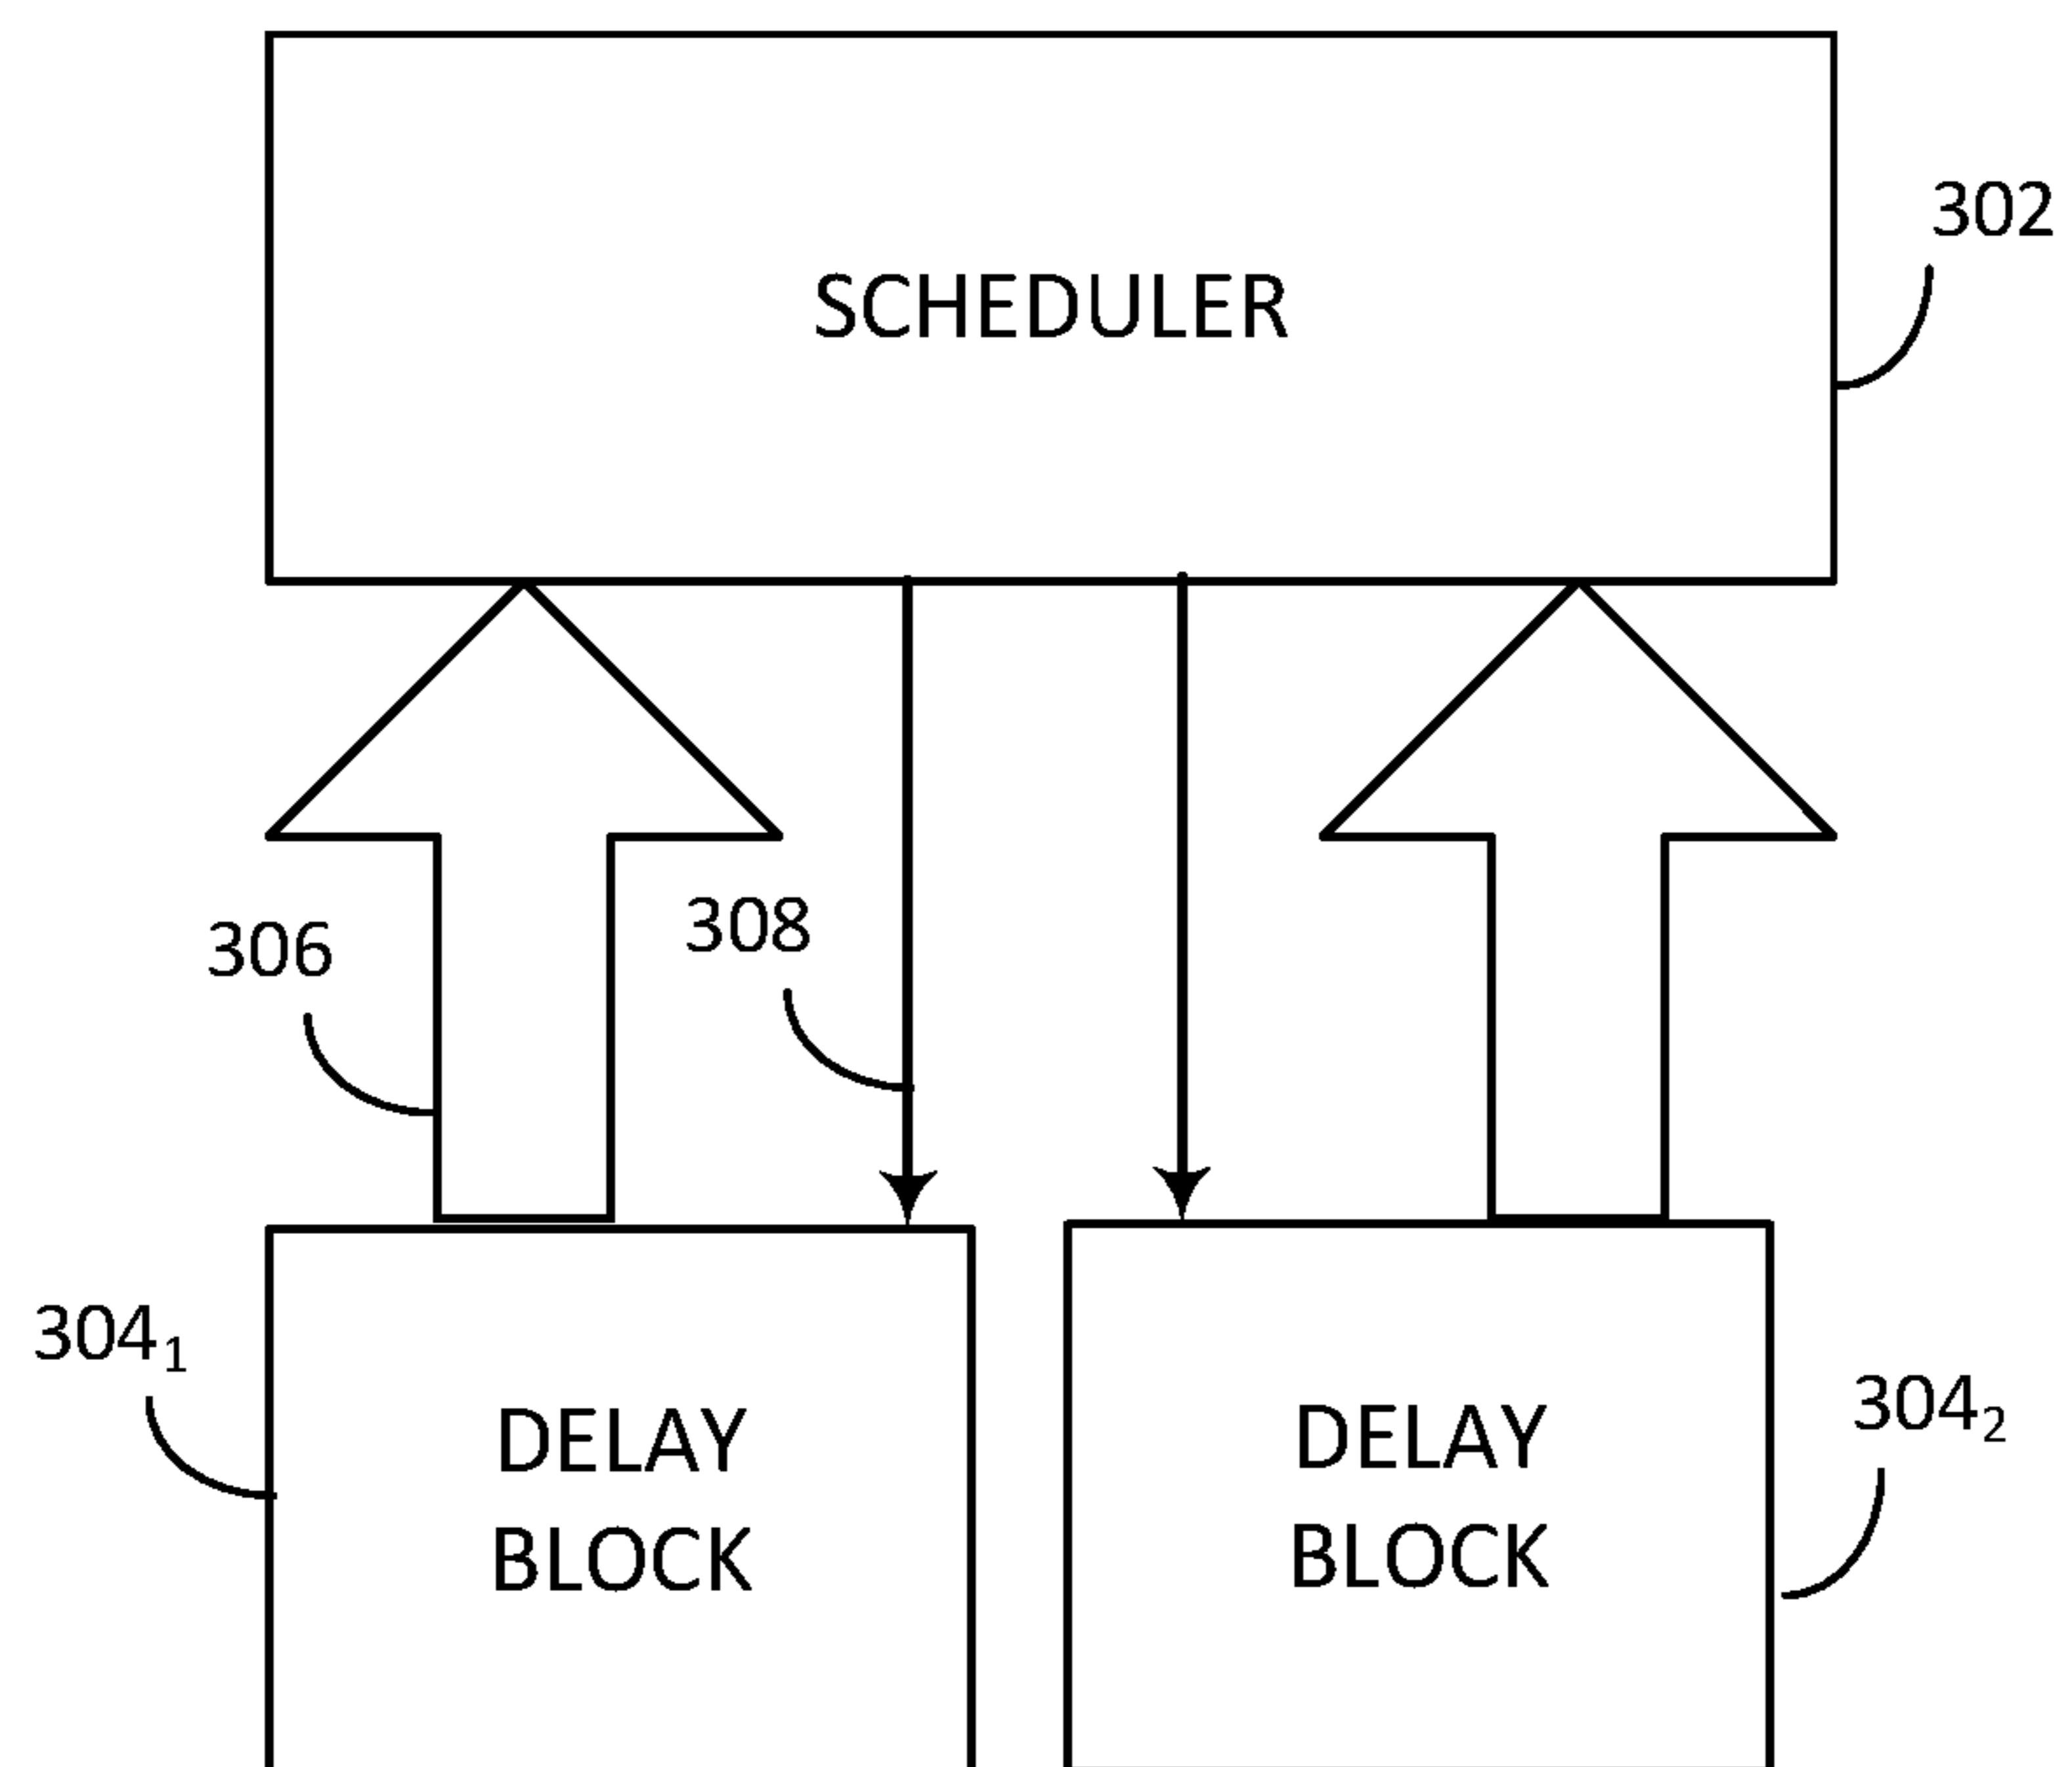 302
SCHEDULER
308
306
304₁
304₂
DELAY
BLOCK
DELAY
BLOCK